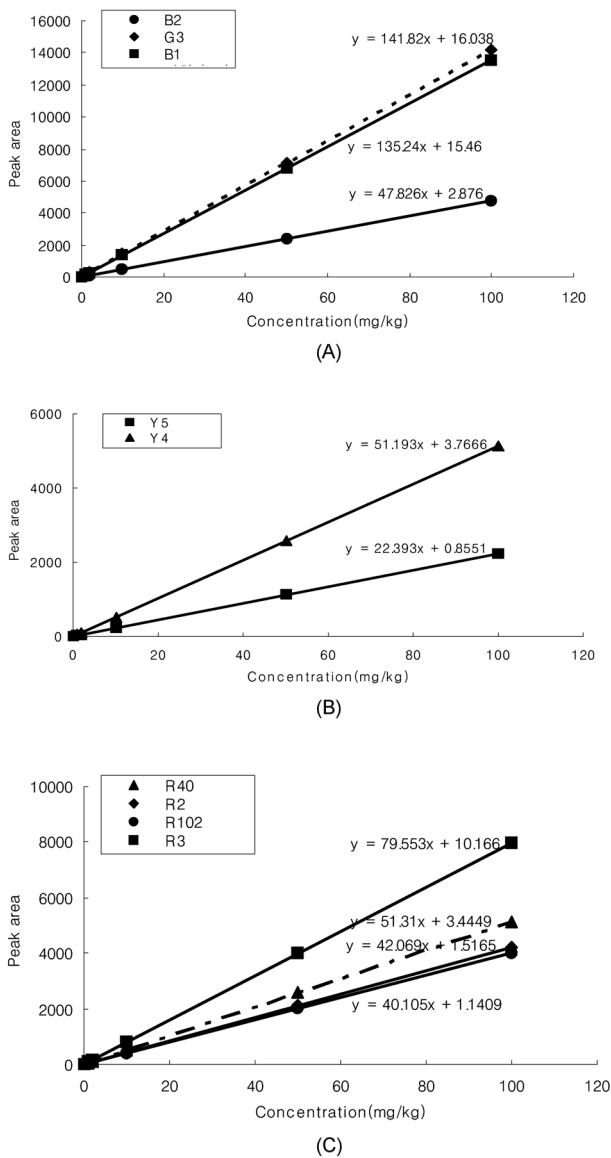 B2
G3
B1
16000
14000
12000
10000
8000
6000
4000
2000
0
Peak area
y = 141.82x + 16.038
y = 135.24x + 15.46
y = 47.826x + 2.876
20
40
60
80
100
120
Concentration(mg/kg)
(A)
Y5
Y4
6000
4000
2000
0
Peak area
y = 51.193x + 3.7666
y = 22.393x + 0.8551
0
20
40
60
80
100
120
Concentration(mg/kg)
(B)
R40
R2
R102
R3
10000
8000
6000
4000
2000
0
Peak area
y = 79.553x + 10.166
y = 51.31x + 3.4449
y = 42.069x + 1.5165
y = 40.105x + 1.1409
0
20
40
60
80
100
120
Concentration(mg/kg)
(C)